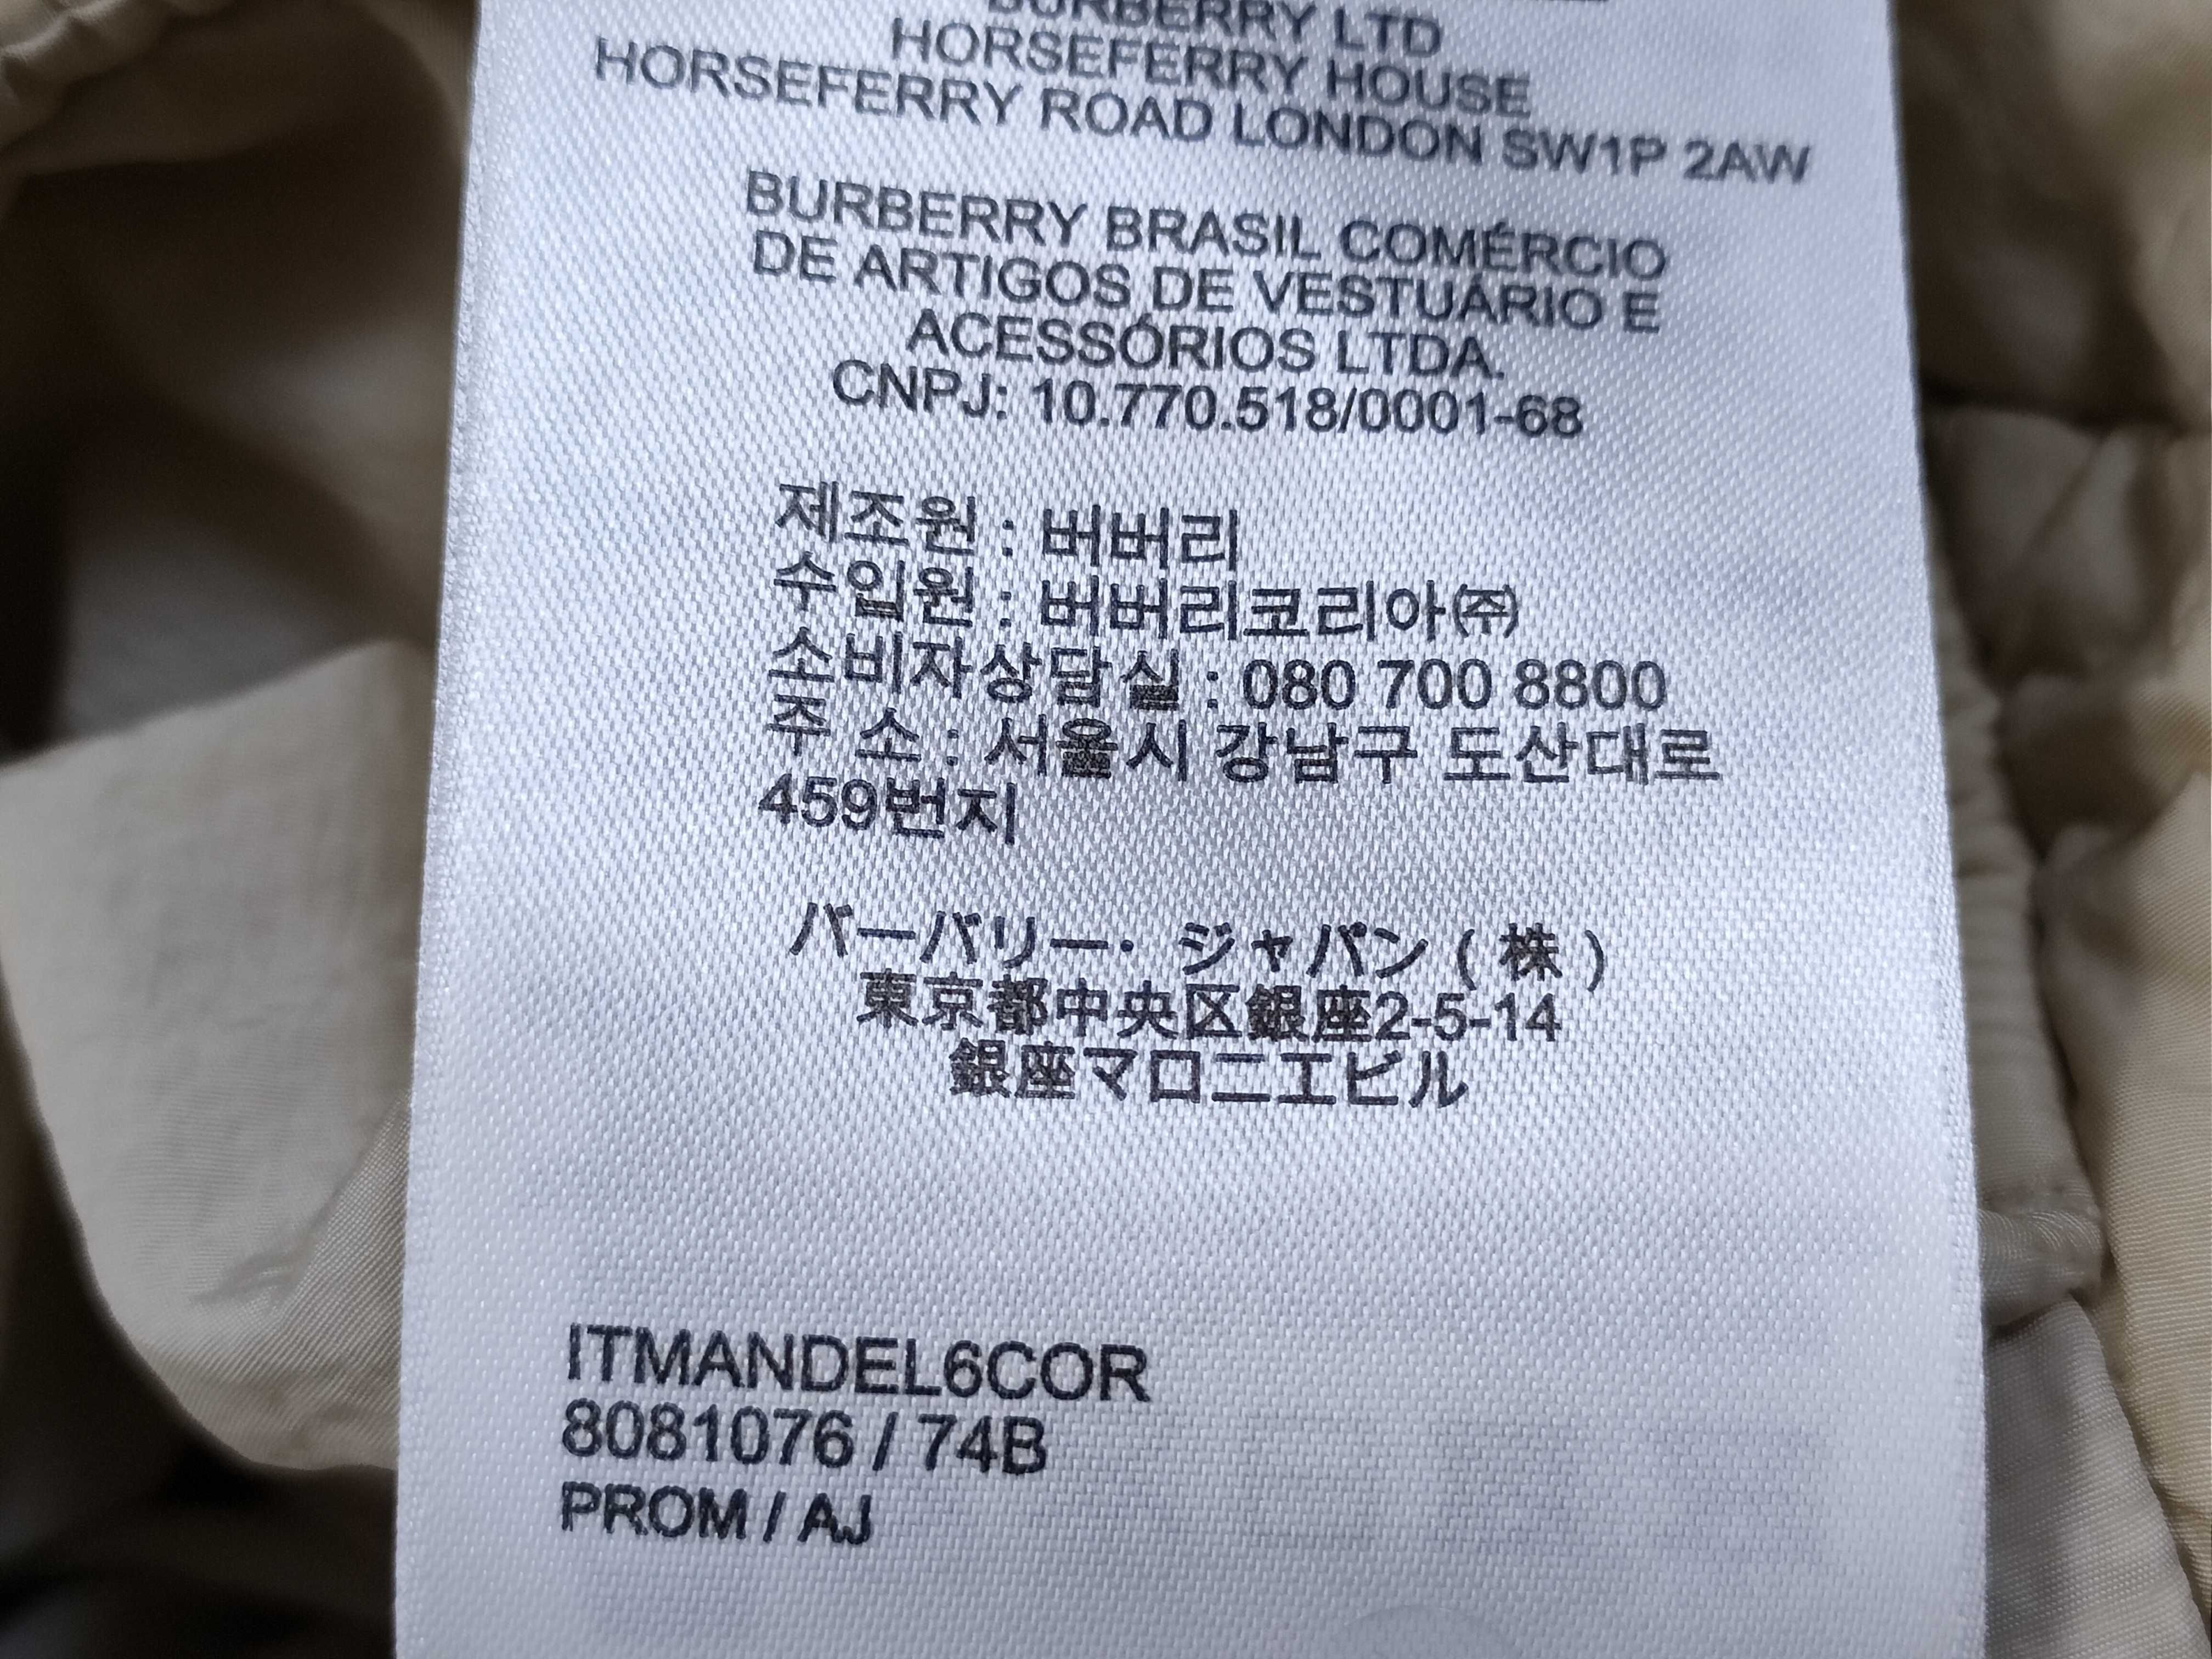 BURBERRY LTD
HORSEFERRY HOUSE
HORSEFERRY ROAD LONDON SW1P 2AW
BURBERRY BRASIL COMÉRCIO
DE ARTIGOS DE VESTUÁRIO E
ACESSÓRIOS LTDA.
CNPJ: 10.770.518/0001-68
제조원 : 버버리
수입원 : 버버리코리아㈜
소비자상담실 : 080 700 8800
주 소 : 서울시 강남구 도산대로
459번지
バーバリー・ ジャパン ( 株 )
東京都中央区銀座2-5-14
銀座マロニエビル
ITMANDEL6COR
8081076 / 74B
PROM / AJ